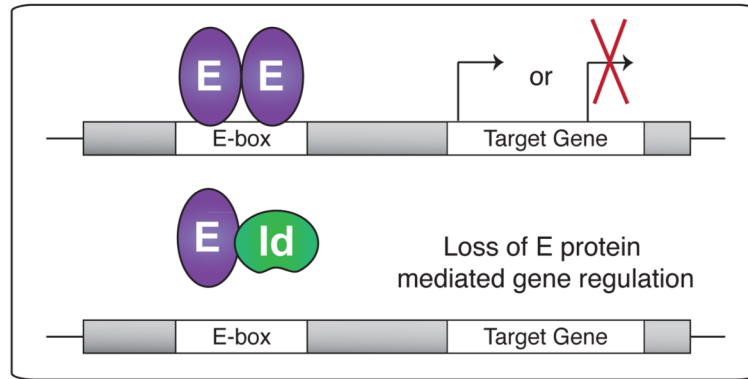 E E
or
E-box Target Gene
E Id
Loss of E protein
mediated gene regulation
E-box Target Gene